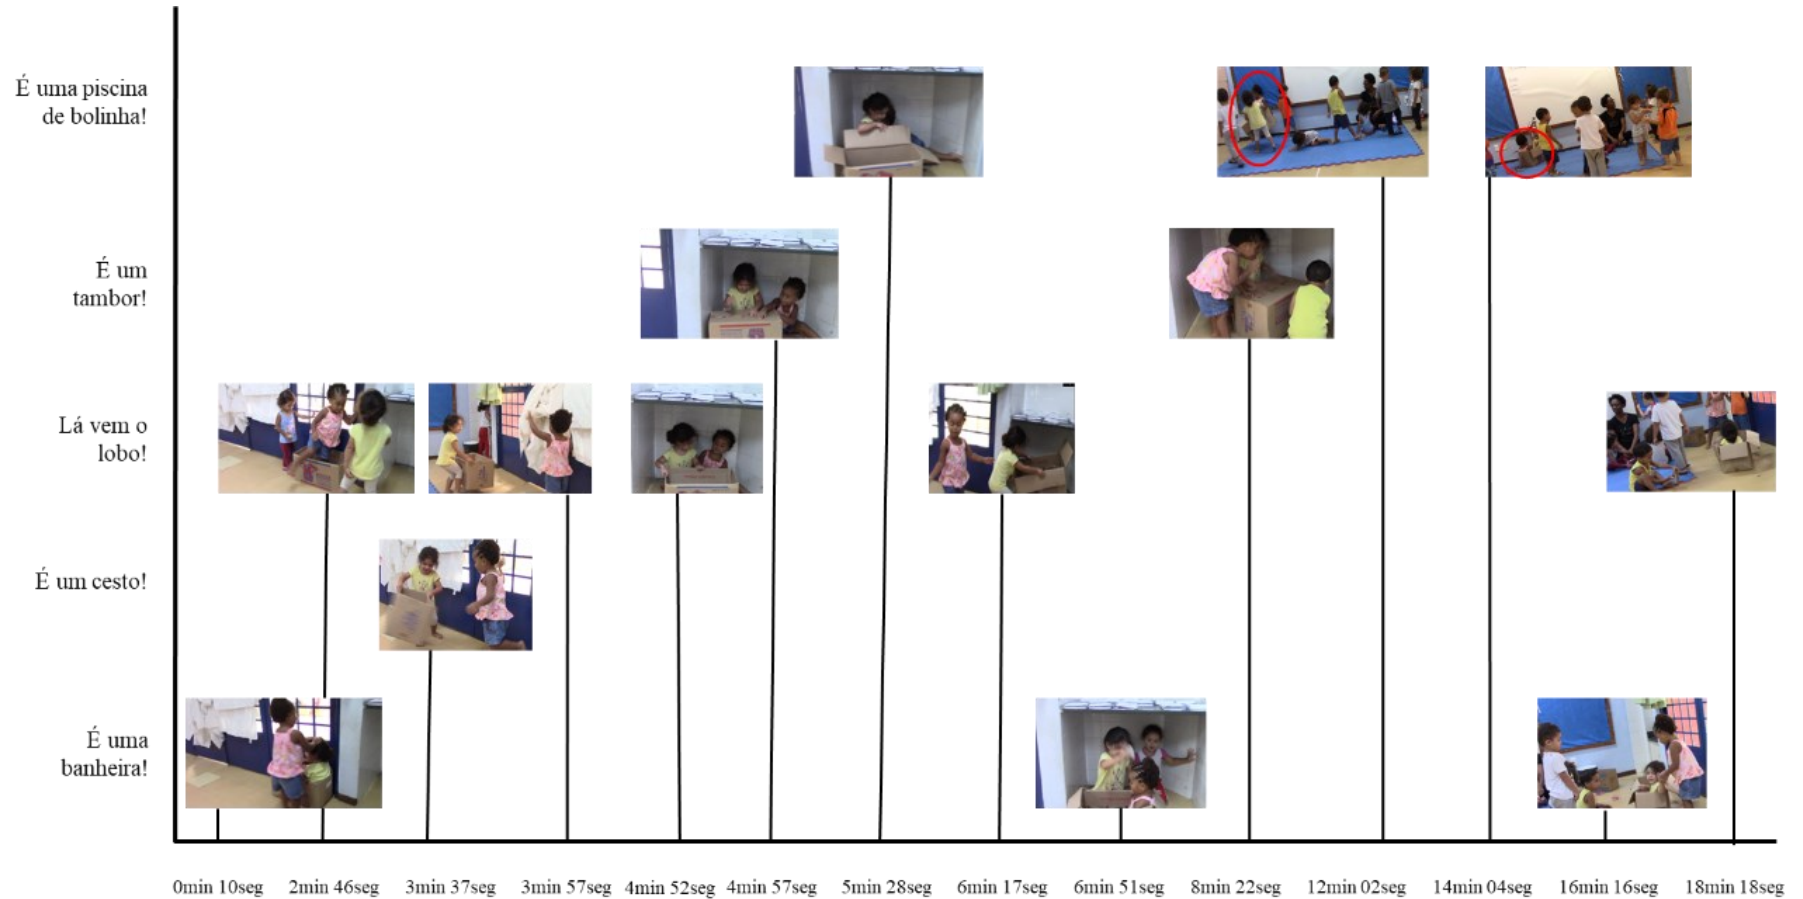 É uma piscina
de bolinha!
É um
tambor!
Lá vem o
lobo!
É um cesto!
É uma
banheira!
0min 10seg 2min 46seg 3min 37seg 3min 57seg 4min 52seg 4min 57seg 5min 28seg 6min 17seg 6min 51seg 8min 22seg 12min 02seg 14min 04seg 16min 16seg 18min 18seg